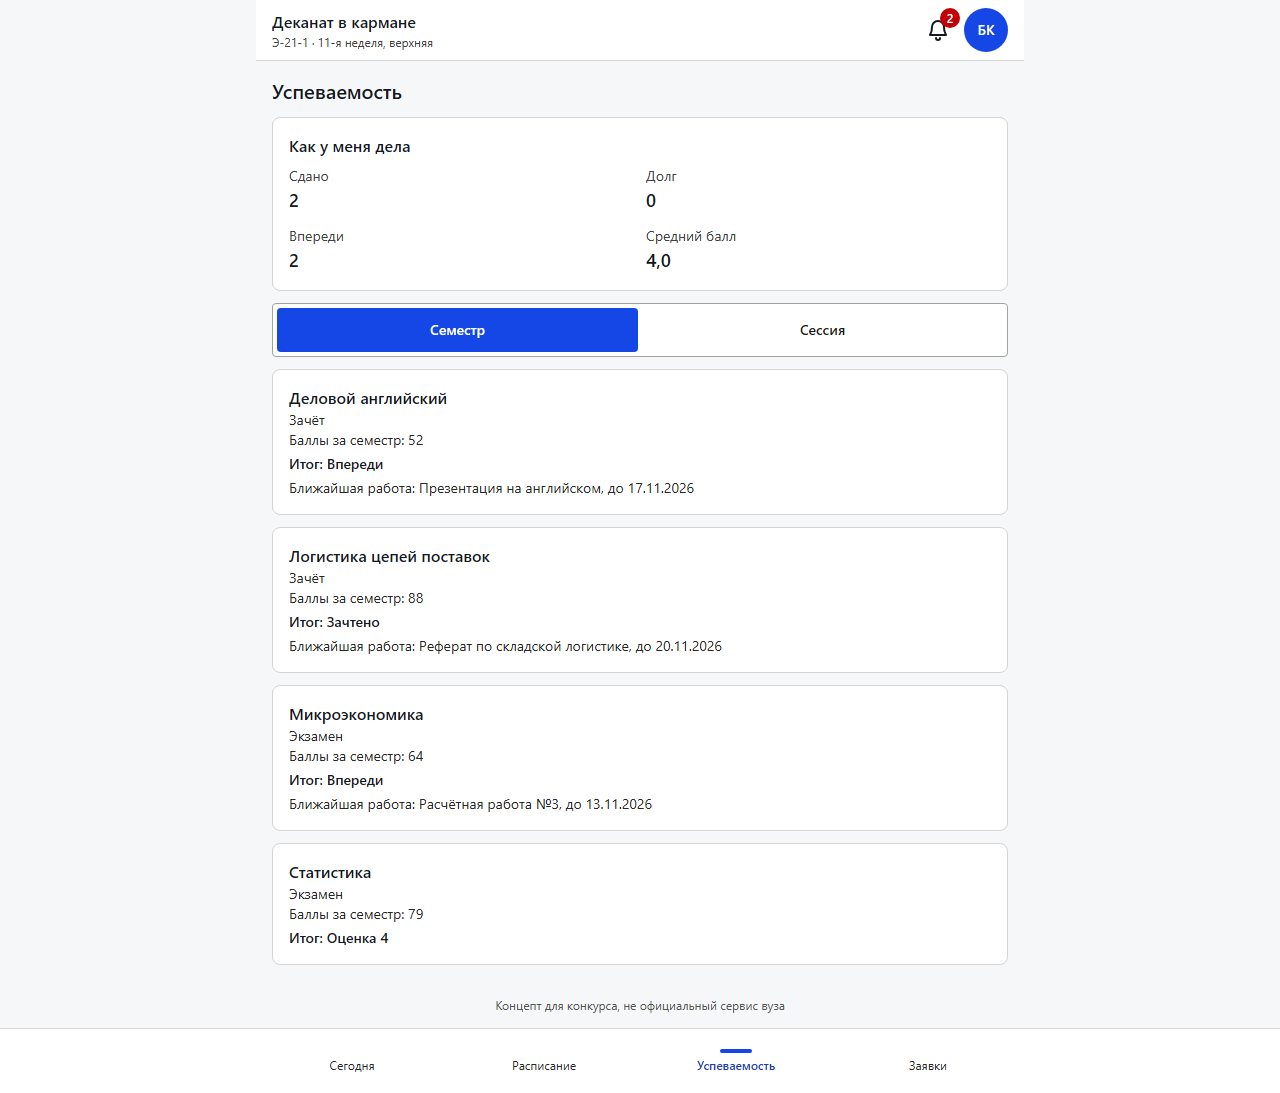 Деканат в кармане
Э-21-1 · 11-я неделя, верхняя
2
БК
Успеваемость
Как у меня дела
Сдано
2
Долг
0
Впереди
2
Средний балл
4,0
Семестр
Сессия
Деловой английский
Зачёт
Баллы за семестр: 52
Итог: Впереди
Ближайшая работа: Презентация на английском, до 17.11.2026
Логистика цепей поставок
Зачёт
Баллы за семестр: 88
Итог: Зачтено
Ближайшая работа: Реферат по складской логистике, до 20.11.2026
Микроэкономика
Экзамен
Баллы за семестр: 64
Итог: Впереди
Ближайшая работа: Расчётная работа №3, до 13.11.2026
Статистика
Экзамен
Баллы за семестр: 79
Итог: Оценка 4
Концепт для конкурса, не официальный сервис вуза
Сегодня
Расписание
Успеваемость
Заявки